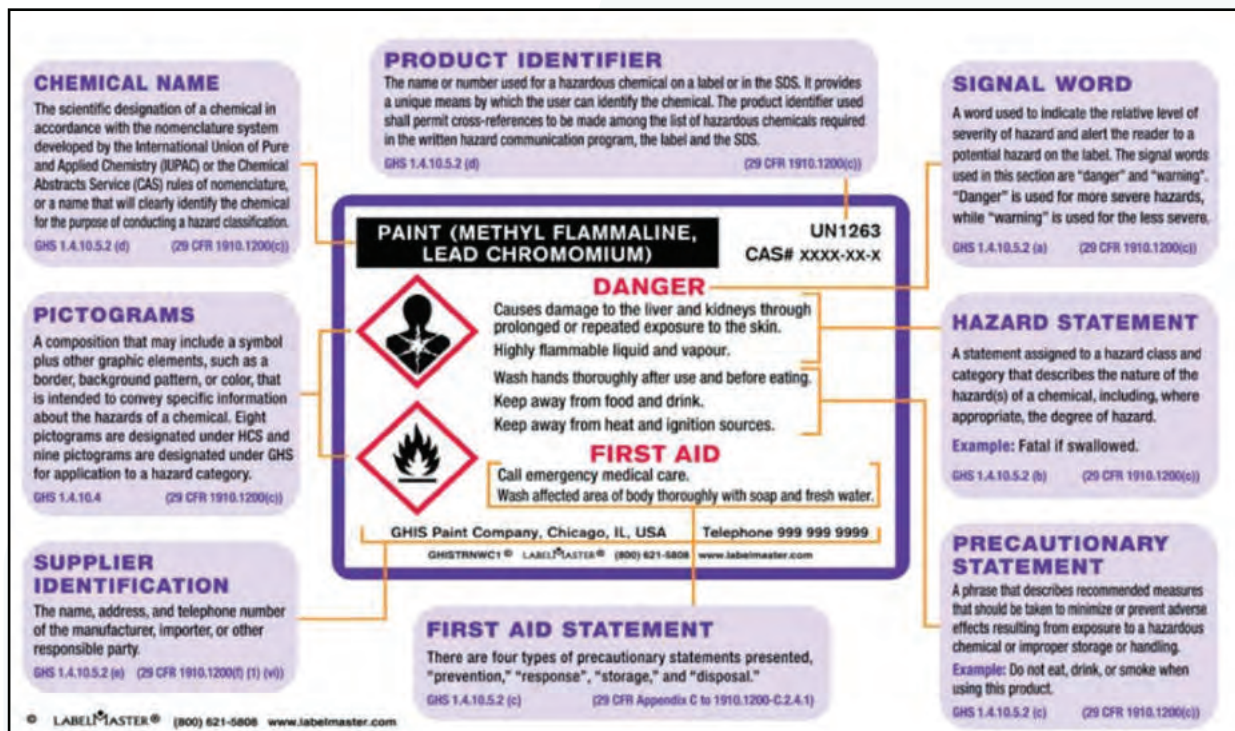 CHEMICAL NAME
The scientific designation of a chemical in
accordance with the nomenclature system
developed by the International Union of Pure
and Applied Chemistry (IUPAC) or the Chemical
Abstracts Service (CAS) rules of nomenclature,
or a name that will clearly identify the chemical
for the purpose of conducting a hazard classification.
GHS 1.4.10.5.2 (d) (29 CFR 1910.1200(c))
PICTOGRAMS
A composition that may include a symbol
plus other graphic elements, such as a
border, background pattern, or color, that
is intended to convey specific information
about the hazards of a chemical. Eight
pictograms are designated under HCS and
nine pictograms are designated under GHS
for application to a hazard category.
GHS 1.4.10.4 (29 CFR 1910.1200(c))
SUPPLIER
IDENTIFICATION
The name, address, and telephone number
of the manufacturer, importer, or other
responsible party.
GHS 1.4.10.5.2 (e) (29 CFR 1910.1200(f) (1) (vi))
PRODUCT IDENTIFIER
The name or number used for a hazardous chemical on a label or in the SDS. It provides
a unique means by which the user can identify the chemical. The product identifier used
shall permit cross-references to be made among the list of hazardous chemicals required
in the written hazard communication program, the label and the SDS.
GHS 1.4.10.5.2 (d) (29 CFR 1910.1200(c))
PAINT (METHYL FLAMMALINE,
LEAD CHROMOMIUM)
UN1263
CAS# XXXX-XX-X
DANGER
Causes damage to the liver and kidneys through
prolonged or repeated exposure to the skin.
Highly flammable liquid and vapour.
Wash hands thoroughly after use and before eating.
Keep away from food and drink.
Keep away from heat and ignition sources.
FIRST AID
Call emergency medical care.
Wash affected area of body thoroughly with soap and fresh water.
GHIS Paint Company, Chicago, IL, USA Telephone 999 999 9999
GHISTRNWC1 © LABELMASTER ® (800) 621-5808 www.labelmaster.com
FIRST AID STATEMENT
There are four types of precautionary statements presented,
"prevention," "response", "storage," and "disposal."
GHS 1.4.10.5.2 (c) (29 CFR Appendix C to 1910.1200-C.2.4.1)
SIGNAL WORD
A word used to indicate the relative level of
severity of hazard and alert the reader to a
potential hazard on the label. The signal words
used in this section are "danger" and "warning".
"Danger" is used for more severe hazards,
while "warning" is used for the less severe.
GHS 1.4.10.5.2 (a) (29 CFR 1910.1200(c))
HAZARD STATEMENT
A statement assigned to a hazard class and
category that describes the nature of the
hazard(s) of a chemical, including, where
appropriate, the degree of hazard.
Example: Fatal if swallowed.
GHS 1.4.10.5.2 (b) (29 CFR 1910.1200(c))
PRECAUTIONARY
STATEMENT
A phrase that describes recommended measures
that should be taken to minimize or prevent adverse
effects resulting from exposure to a hazardous
chemical or improper storage or handling.
Example: Do not eat, drink, or smoke when
using this product.
GHS 1.4.10.5.2 (c) (29 CFR 1910.1200(c))
© LABELMASTER ® (800) 621-5808 www.labelmaster.com